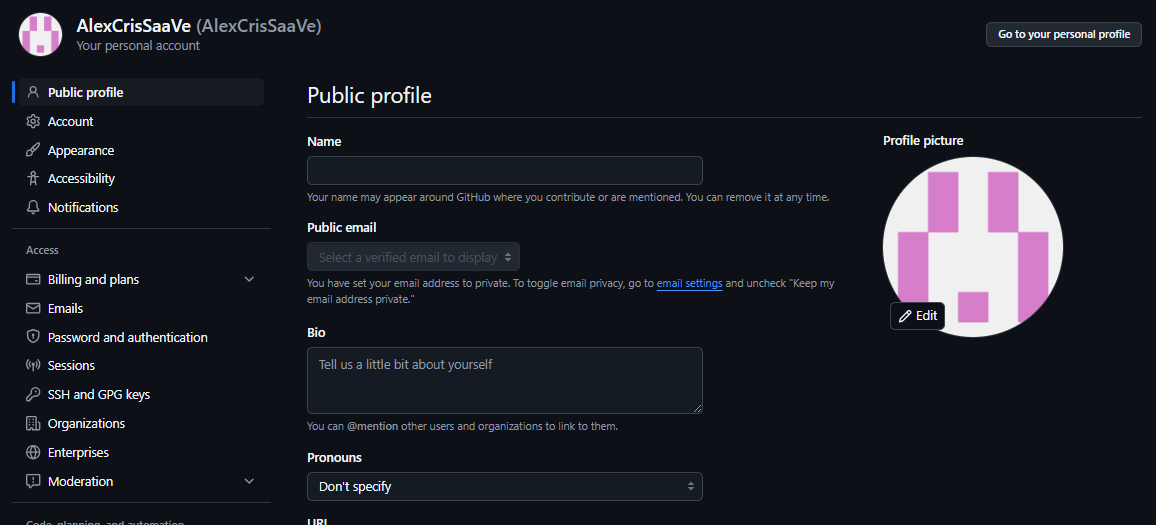 AlexCrisSaaVe (AlexCrisSaaVe)
Your personal account
Go to your personal profile
Public profile
Account
Appearance
Accessibility
Notifications
Access
Billing and plans
Emails
Password and authentication
Sessions
SSH and GPG keys
Organizations
Enterprises
Moderation
Code, planning, and automation
Public profile
Name
Your name may appear around GitHub where you contribute or are mentioned. You can remove it at any time.
Public email
Select a verified email to display
You have set your email address to private. To toggle email privacy, go to email settings and uncheck "Keep my
email address private."
Bio
Tell us a little bit about yourself
You can @mention other users and organizations to link to them.
Pronouns
Don't specify
URL
Profile picture
Edit